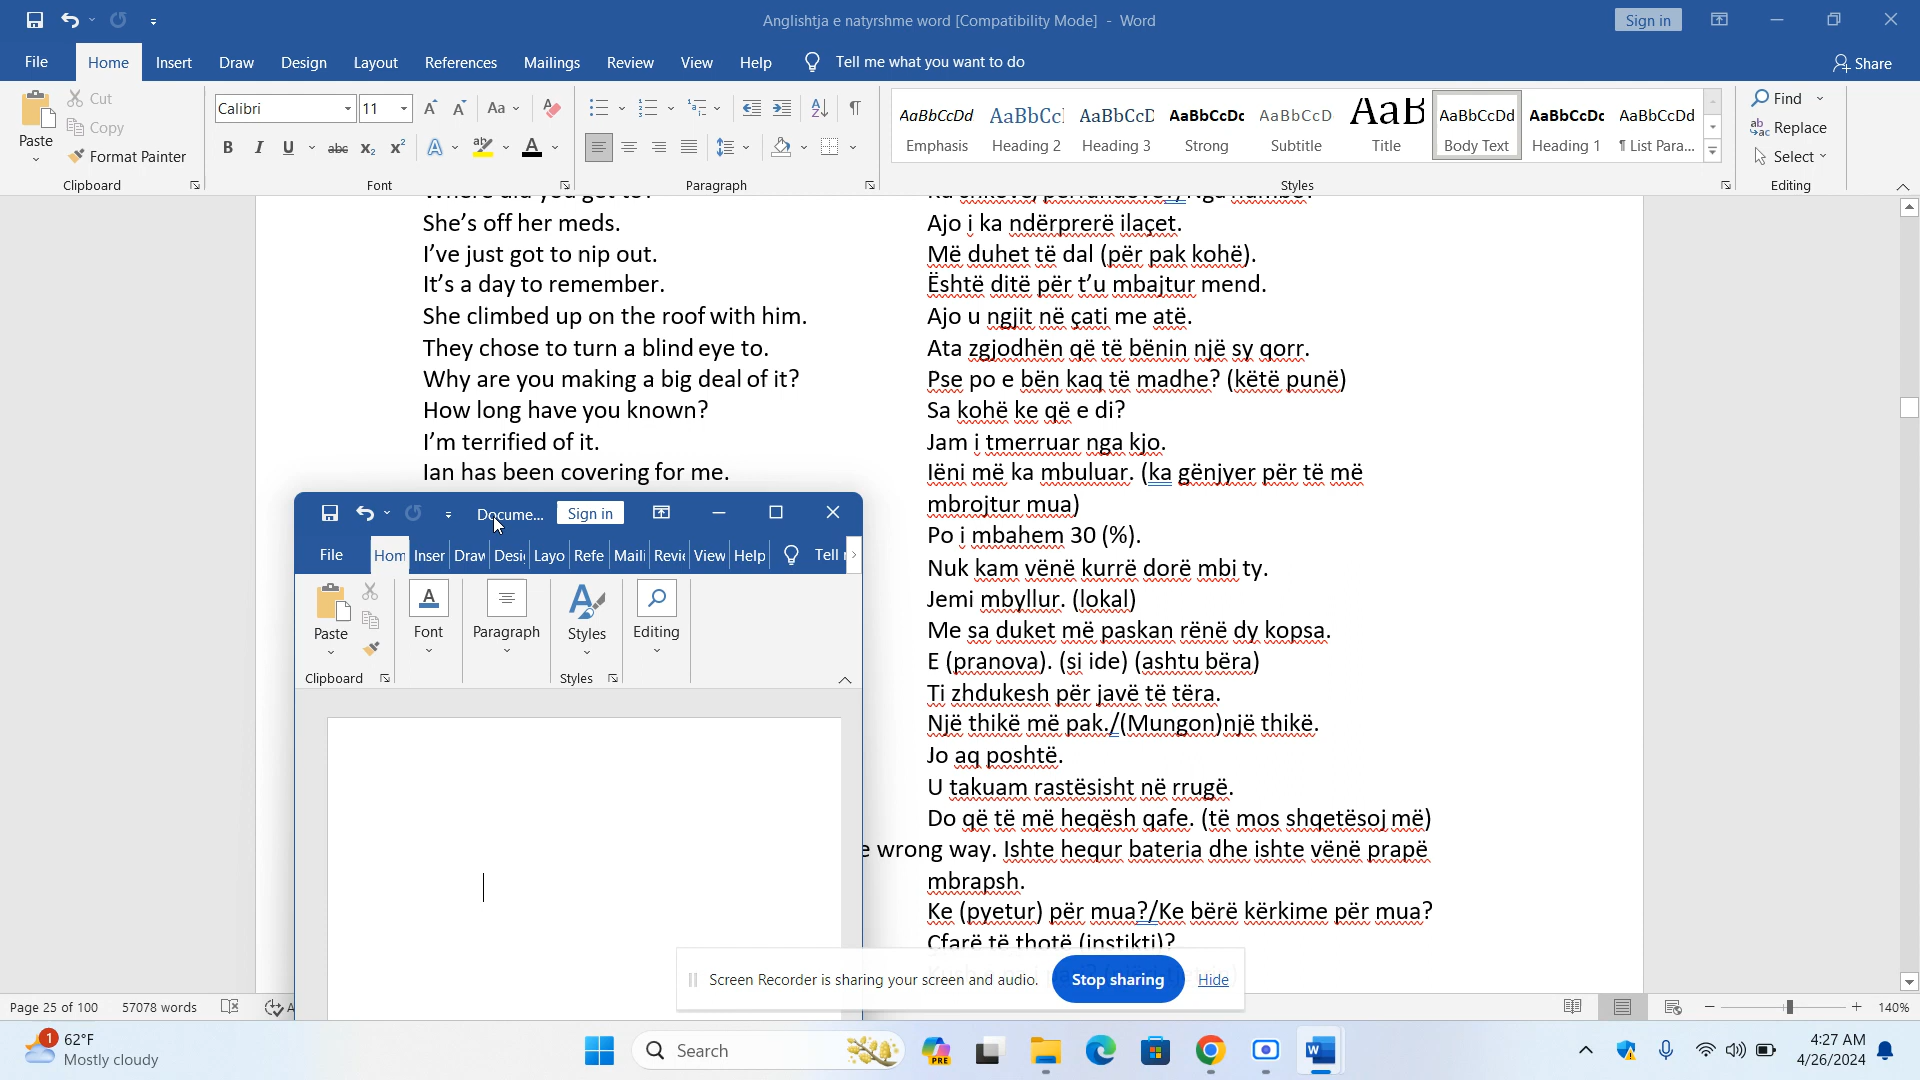 Anglishtja e natyrshme word [Compatibility Mode] - Word
Sign in
File Home Insert Draw Design Layout References Mailings Review View Help Tell me what you want to do Share
Paste Cut Copy Format Painter Clipboard
Calibri 11 Aa Font
Paragraph
AaBbCcDd AaBbCcl AaBbCcD AaBbCcDc AaBbCcD AaB AaBbCcDd AaBbCcDc AaBbCcDd
Emphasis Heading 2 Heading 3 Strong Subtitle Title Body Text Heading 1 ¶ List Para...
Styles
Find Replace Select Editing
She’s off her meds. Ajo i ka ndërprerë ilaçet.
I’ve just got to nip out. Më duhet të dal (për pak kohë).
It’s a day to remember. Është ditë për t’u mbajtur mend.
She climbed up on the roof with him. Ajo u ngjit në çati me atë.
They chose to turn a blind eye to. Ata zgjodhën që të bënin një sy qorr.
Why are you making a big deal of it? Pse po e bën kaq të madhe? (këtë punë)
How long have you known? Sa kohë ke që e di?
I’m terrified of it. Jam i tmerruar nga kjo.
Ian has been covering for me. Iëni më ka mbuluar. (ka gënjyer për të më
mbrojtur mua)
Po i mbahem 30 (%).
Nuk kam vënë kurrë dorë mbi ty.
Jemi mbyllur. (lokal)
Me sa duket më paskan rënë dy kopsa.
E (pranova). (si ide) (ashtu bëra)
Ti zhdukesh për javë të tëra.
Një thikë më pak./(Mungon)një thikë.
Jo aq poshtë.
U takuam rastësisht në rrugë.
Do që të më heqësh qafe. (të mos shqetësoj më)
e wrong way. Ishte hequr bateria dhe ishte vënë prapë
mbrapsh.
Ke (pyetur) për mua?/Ke bërë kërkime për mua?
Çfarë të thotë (instikti)?
Docume... Sign in
File Hom Inser Draw Desi Layo Refe Maili Revie View Help Tell
Paste Font Paragraph Styles Editing
Clipboard Styles
Screen Recorder is sharing your screen and audio. Stop sharing Hide
Page 25 of 100 57078 words 140%
1 62°F
Mostly cloudy
Search
PRE
4:27 AM
4/26/2024